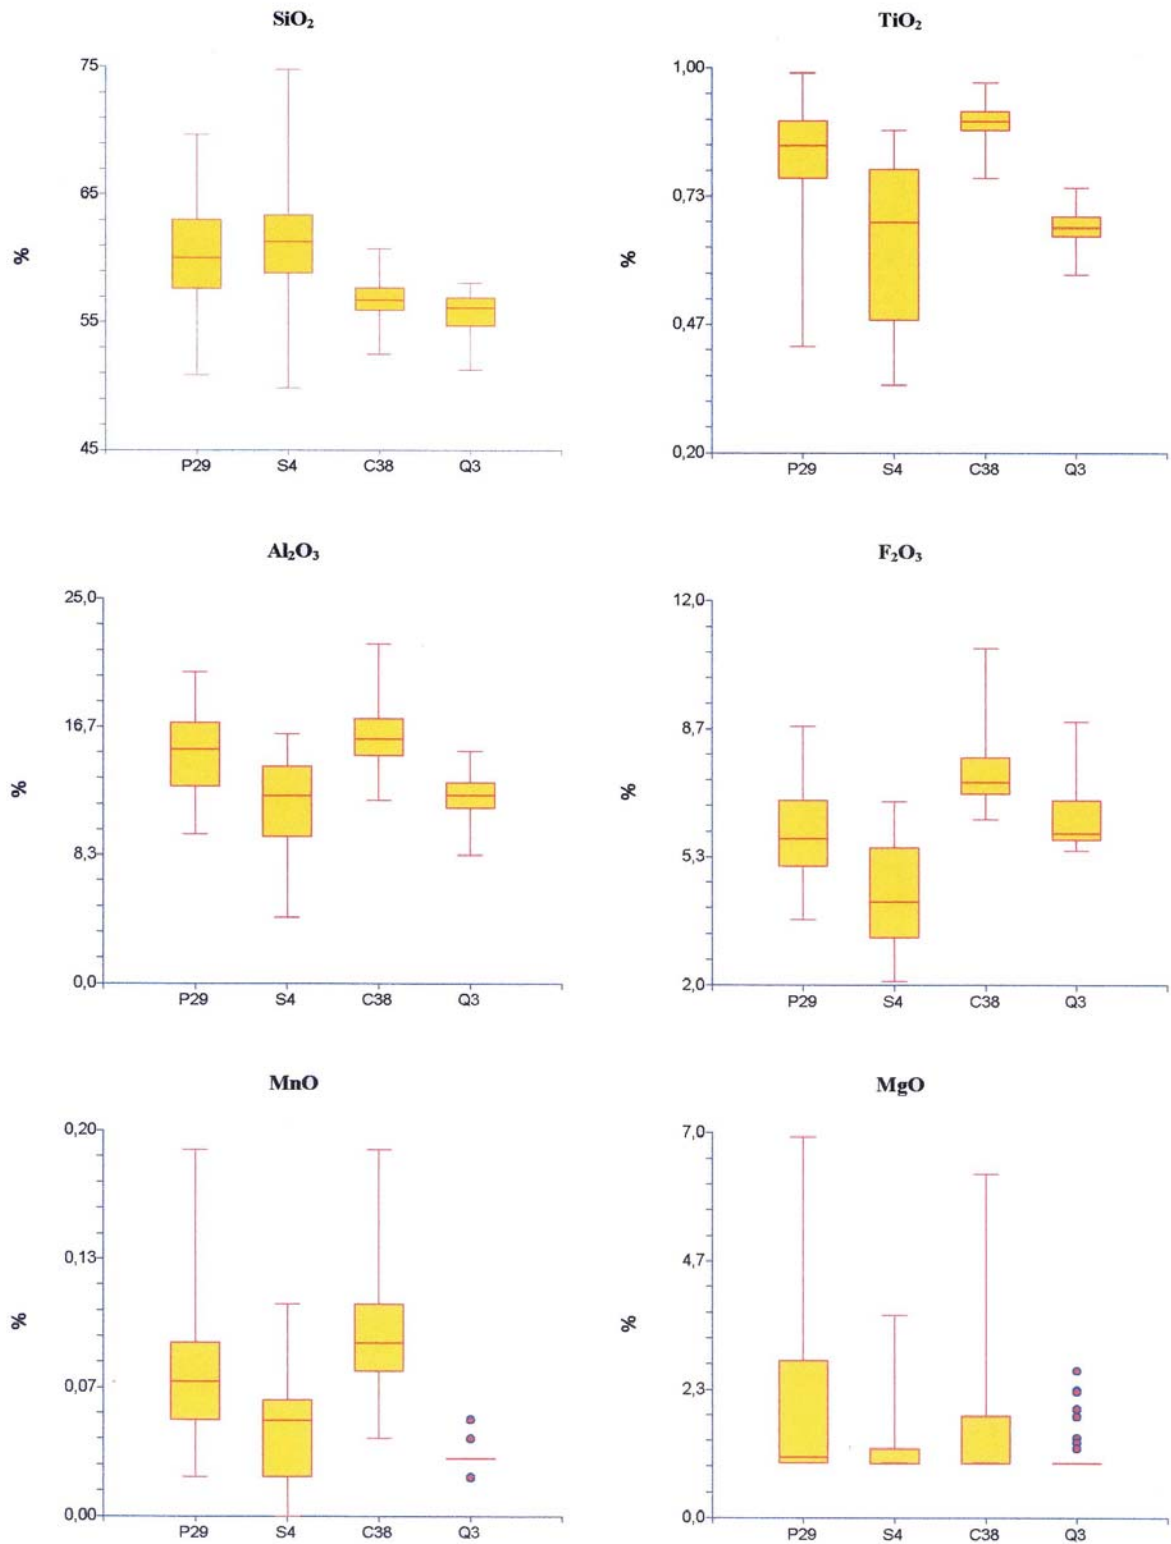 SiO₂
75
65
55
45
%
P29 S4 C38 Q3
TiO₂
1,00
0,73
0,47
0,20
%
P29 S4 C38 Q3
Al₂O₃
25,0
16,7
8,3
0,0
%
P29 S4 C38 Q3
F₂O₃
12,0
8,7
5,3
2,0
%
P29 S4 C38 Q3
MnO
0,20
0,13
0,07
0,00
%
P29 S4 C38 Q3
MgO
7,0
4,7
2,3
0,0
%
P29 S4 C38 Q3